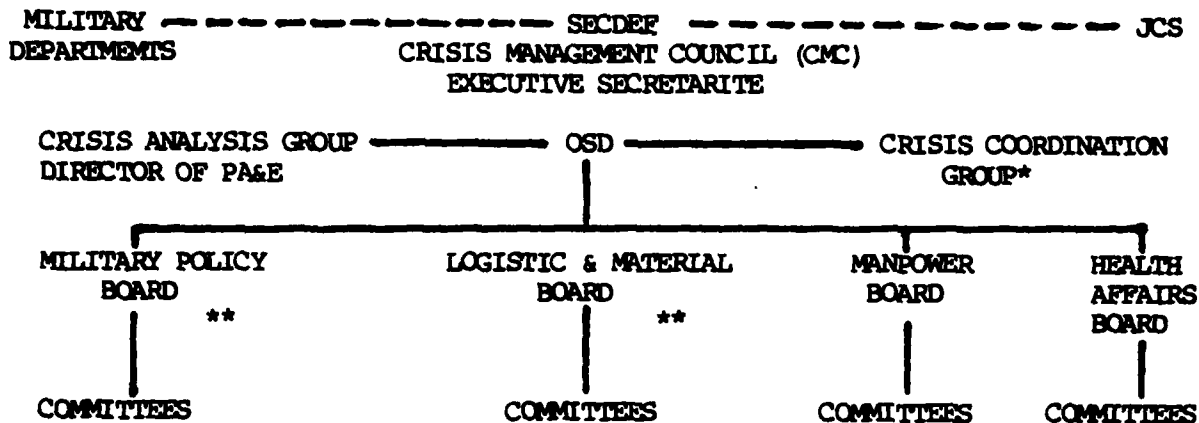 MILITARY SECDEF JCS
DEPARTMEMTS CRISIS MANAGEMENT COUNCIL (CMC)
EXECUTIVE SECRETARITE
CRISIS ANALYSIS GROUP OSD CRISIS COORDINATION
DIRECTOR OF PA&E GROUP*
MILITARY POLICY LOGISTIC & MATERIAL MANPOWER HEALTH
BOARD BOARD BOARD AFFAIRS
** ** BOARD
COMMITTEES COMMITTEES COMMITTEES COMMITTEES